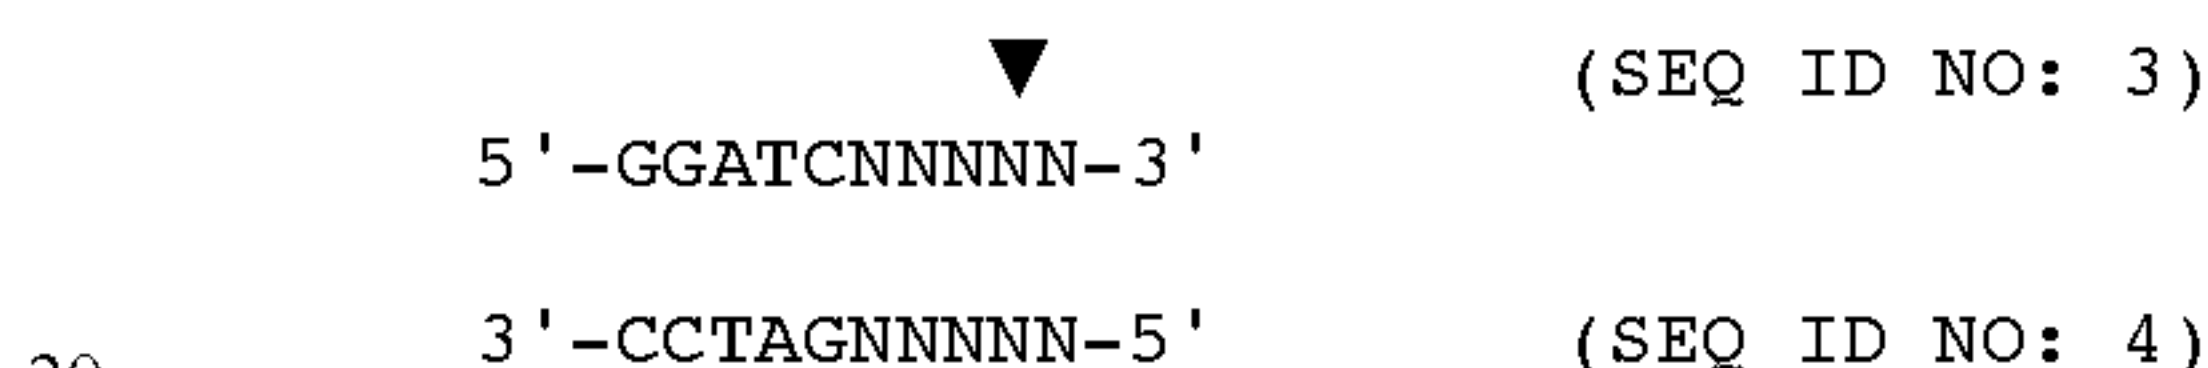 ▼ (SEQ ID NO: 3)
5'-GGATCNNNNN-3'
3'-CCTAGNNNNN-5' (SEQ ID NO: 4)